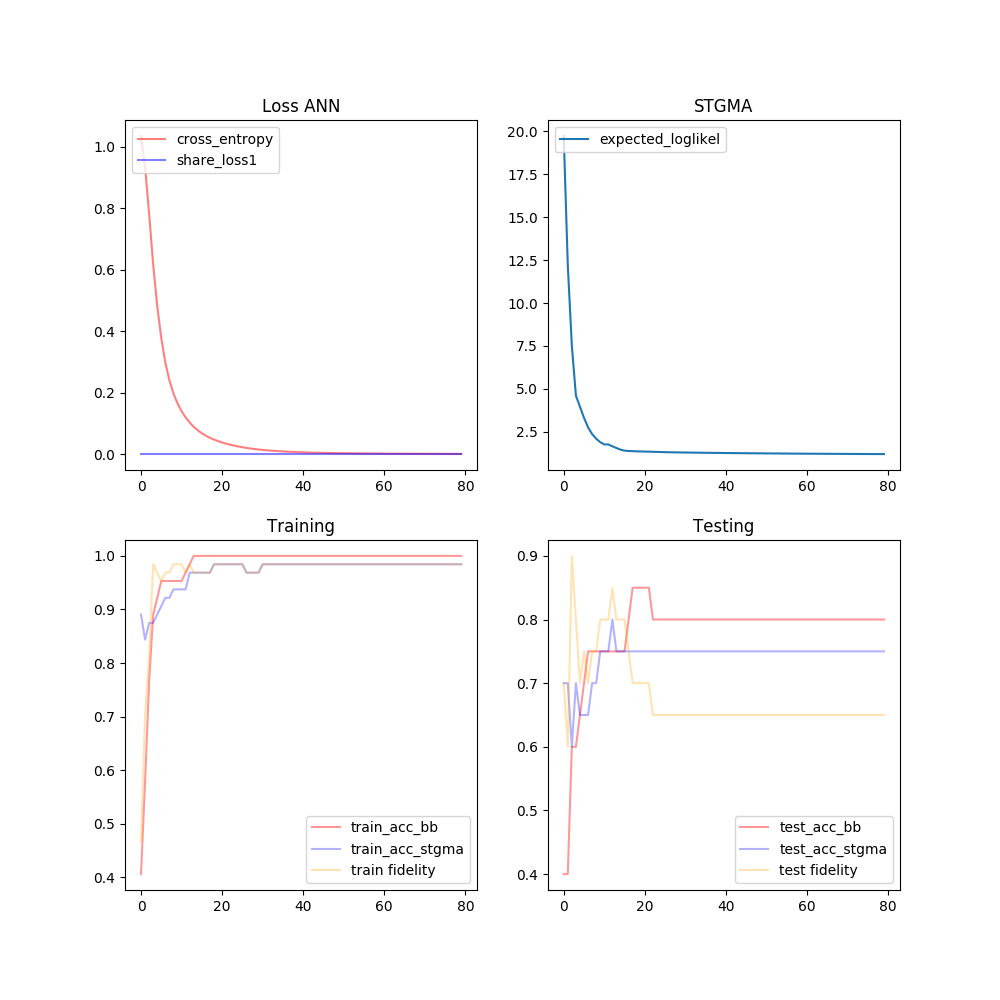 Loss ANN
cross_entropy
share_loss1
1.0
0.8
0.6
0.4
0.2
0.0
0 20 40 60 80
STGMA
expected_loglikel
20.0
17.5
15.0
12.5
10.0
7.5
5.0
2.5
0 20 40 60 80
Training
1.0
0.9
0.8
0.7
0.6
0.5
0.4
train_acc_bb
train_acc_stgma
train fidelity
0 20 40 60 80
Testing
0.9
0.8
0.7
0.6
0.5
0.4
test_acc_bb
test_acc_stgma
test fidelity
0 20 40 60 80